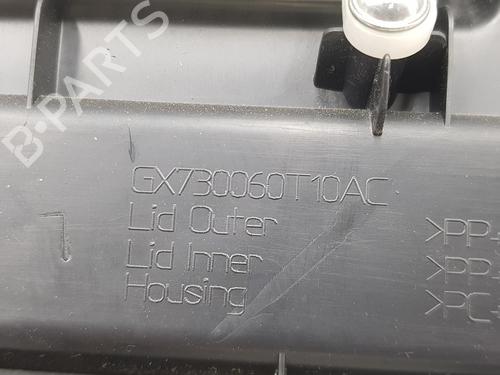 B-PARTS
GX730060T10AC
Lid Outer >PP+
Lid Inner >PP
Housing >PC+